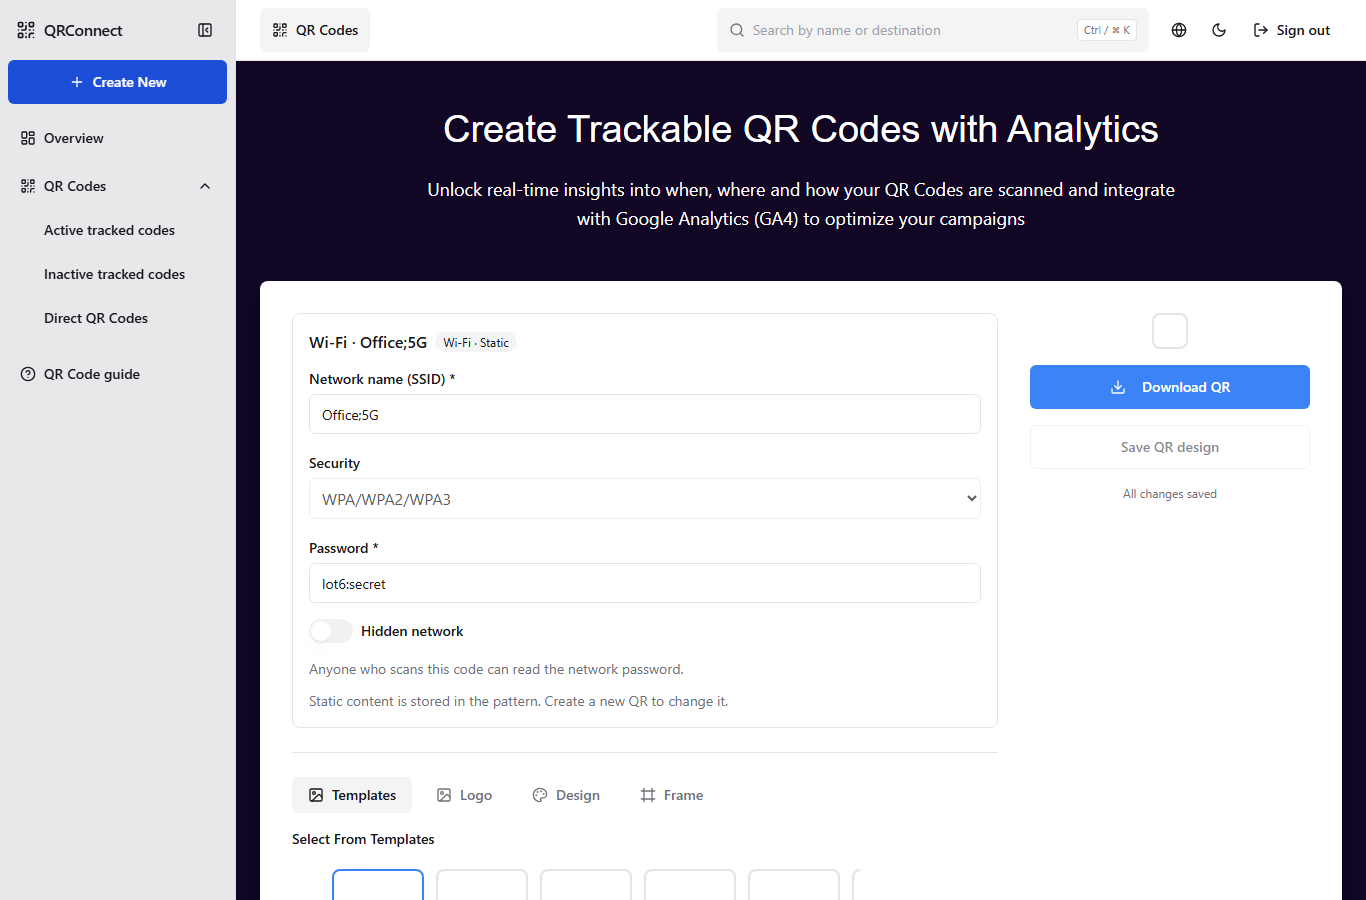 QRConnect
Create New
Overview
QR Codes
Active tracked codes
Inactive tracked codes
Direct QR Codes
QR Code guide
QR Codes
Search by name or destination
Ctrl / ⌘ K
Sign out
Create Trackable QR Codes with Analytics
Unlock real-time insights into when, where and how your QR Codes are scanned and integrate
with Google Analytics (GA4) to optimize your campaigns
Wi-Fi · Office;5G
Wi-Fi · Static
Network name (SSID) *
Office;5G
Security
WPA/WPA2/WPA3
Password *
lot6:secret
Hidden network
Anyone who scans this code can read the network password.
Static content is stored in the pattern. Create a new QR to change it.
Download QR
Save QR design
All changes saved
Templates
Logo
Design
Frame
Select From Templates